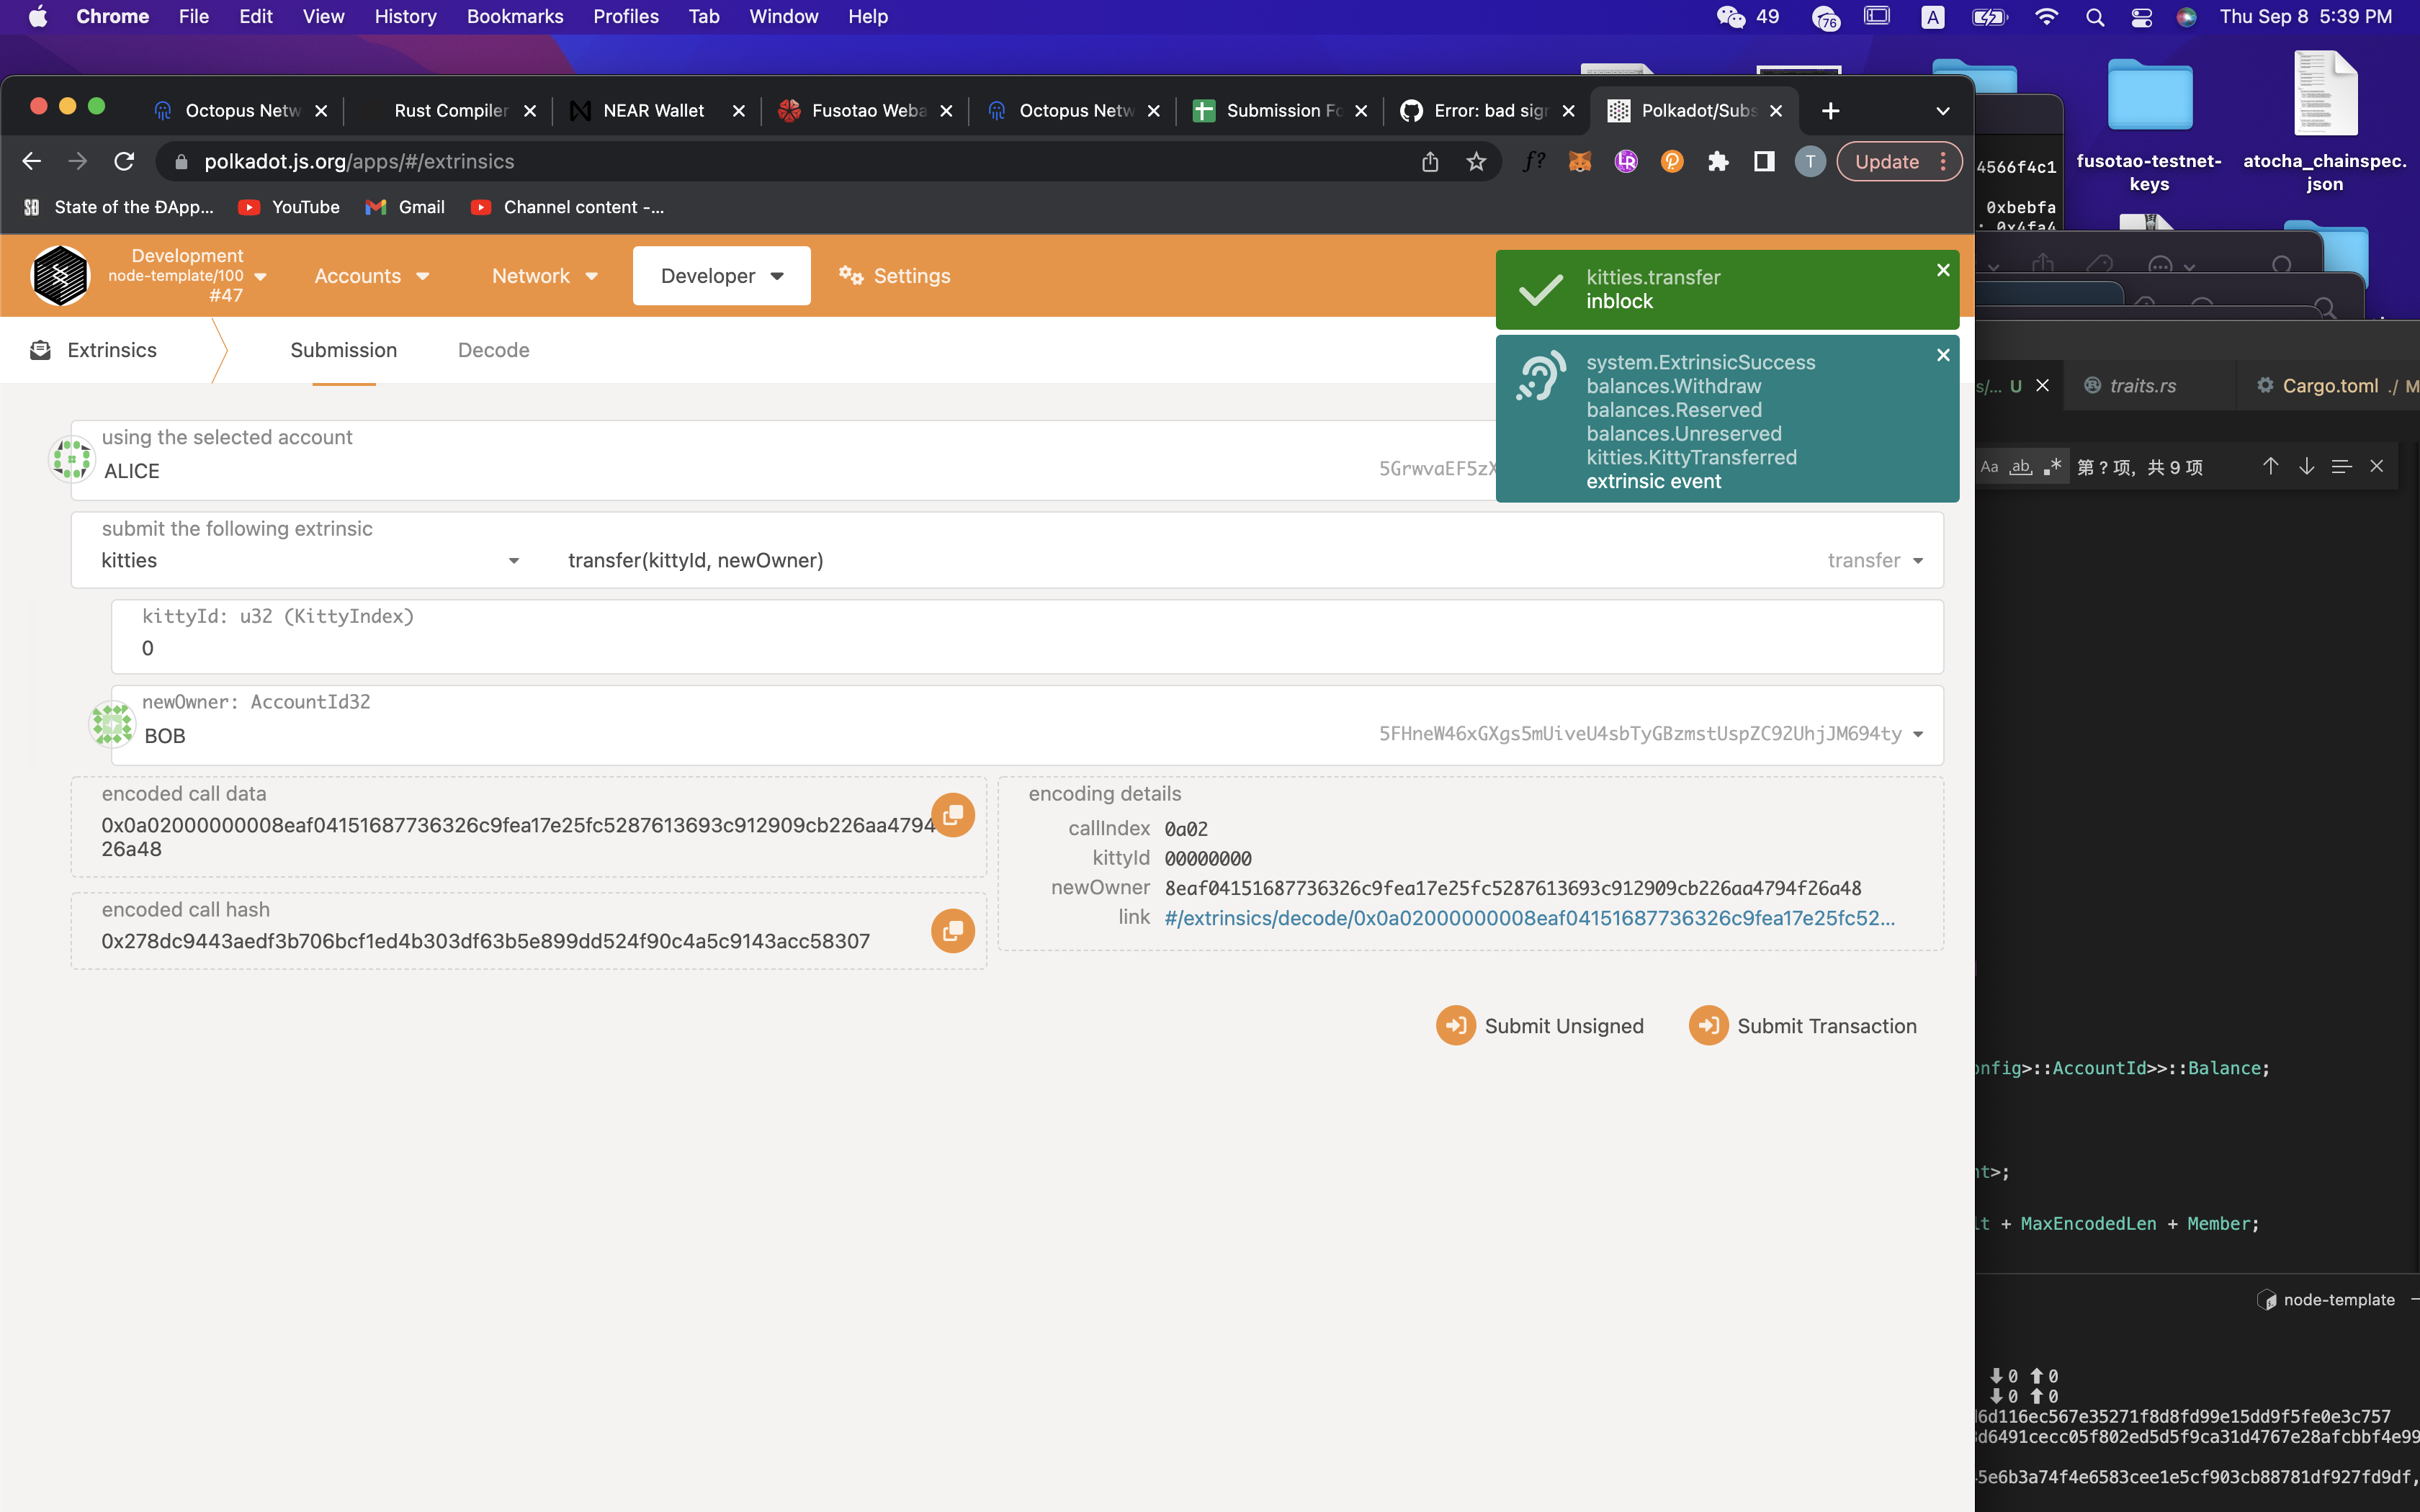 Chrome File Edit View History Bookmarks Profiles Tab Window Help 49 76 A Thu Sep 8 5:39 PM
Octopus Netw Rust Compiler NEAR Wallet Fusotao Weba Octopus Netw Submission Fo Error: bad sign Polkadot/Subs
polkadot.js.org/apps/#/extrinsics f? T Update
State of the ĐApp... YouTube Gmail Channel content -...
fusotao-testnet-keys
atocha_chainspec.json
4566f4c1
0xbebfa
: 0x4fa4
Development
node-template/100
#47
Accounts Network Developer Settings
kitties.transfer
inblock
Extrinsics Submission Decode
system.ExtrinsicSuccess
balances.Withdraw
balances.Reserved
balances.Unreserved
kitties.KittyTransferred
extrinsic event
s/... U traits.rs Cargo.toml ./ M
Aa ab .* 第 ? 项, 共 9 项
using the selected account
ALICE 5GrwvaEF5zX
submit the following extrinsic
kitties transfer(kittyId, newOwner) transfer
kittyId: u32 (KittyIndex)
0
newOwner: AccountId32
BOB 5FHneW46xGXgs5mUiveU4sbTyGBzmstUspZC92UhjJM694ty
encoded call data
0x0a02000000008eaf04151687736326c9fea17e25fc5287613693c912909cb226aa4794
26a48
encoded call hash
0x278dc9443aedf3b706bcf1ed4b303df63b5e899dd524f90c4a5c9143acc58307
encoding details
callIndex 0a02
kittyId 00000000
newOwner 8eaf04151687736326c9fea17e25fc5287613693c912909cb226aa4794f26a48
link #/extrinsics/decode/0x0a02000000008eaf04151687736326c9fea17e25fc52...
Submit Unsigned Submit Transaction
onfig>::AccountId>>::Balance;
nt>;
lt + MaxEncodedLen + Member;
node-template
⬇ 0 ⬆ 0
⬇ 0 ⬆ 0
d6d116ec567e35271f8d8fd99e15dd9f5fe0e3c757
d6491cecc05f802ed5d5f9ca31d4767e28afcbbf4e99
5e6b3a74f4e6583cee1e5cf903cb88781df927fd9df,